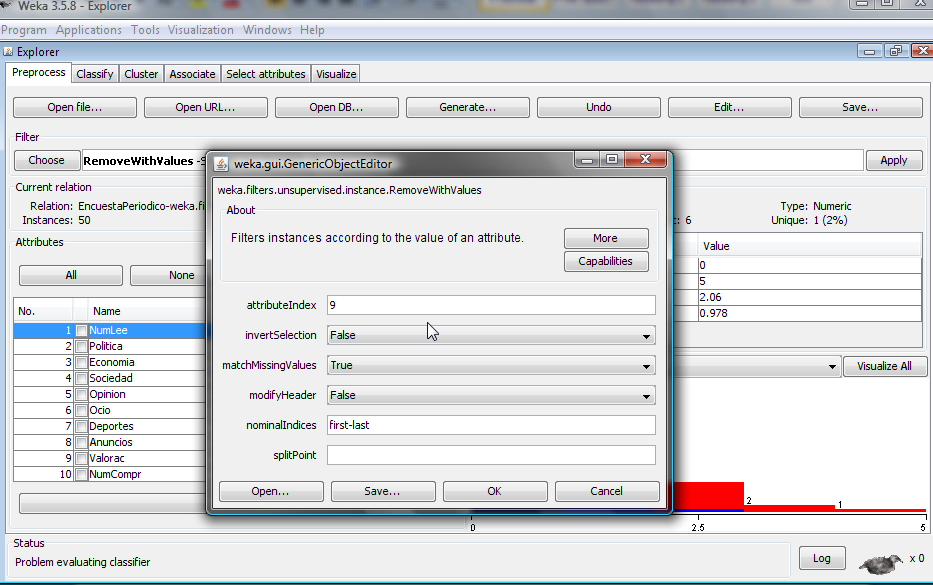 Weka 3.5.8 - Explorer
Program Applications Tools Visualization Windows Help
Explorer
Preprocess Classify Cluster Associate Select attributes Visualize
Open file... Open URL... Open DB... Generate... Undo Edit... Save...
Filter
Choose RemoveWithValues Apply
weka.gui.GenericObjectEditor
weka.filters.unsupervised.instance.RemoveWithValues
About
Filters instances according to the value of an attribute.
More
Capabilities
attributeIndex 9
invertSelection False
matchMissingValues True
modifyHeader False
nominalIndices first-last
splitPoint
Open... Save... OK Cancel
Current relation
Relation: EncuestaPeriodico-weka.fi
Instances: 50
Attributes
All None
No. Name
1 NumLee
2 Politica
3 Economia
4 Sociedad
5 Opinion
6 Ocio
7 Deportes
8 Anuncios
9 Valorac
10 NumCompr
Type: Numeric
6 Unique: 1 (2%)
Value
0
5
2.06
0.978
Visualize All
2 1
0 2.5 5
Status
Problem evaluating classifier
Log x 0